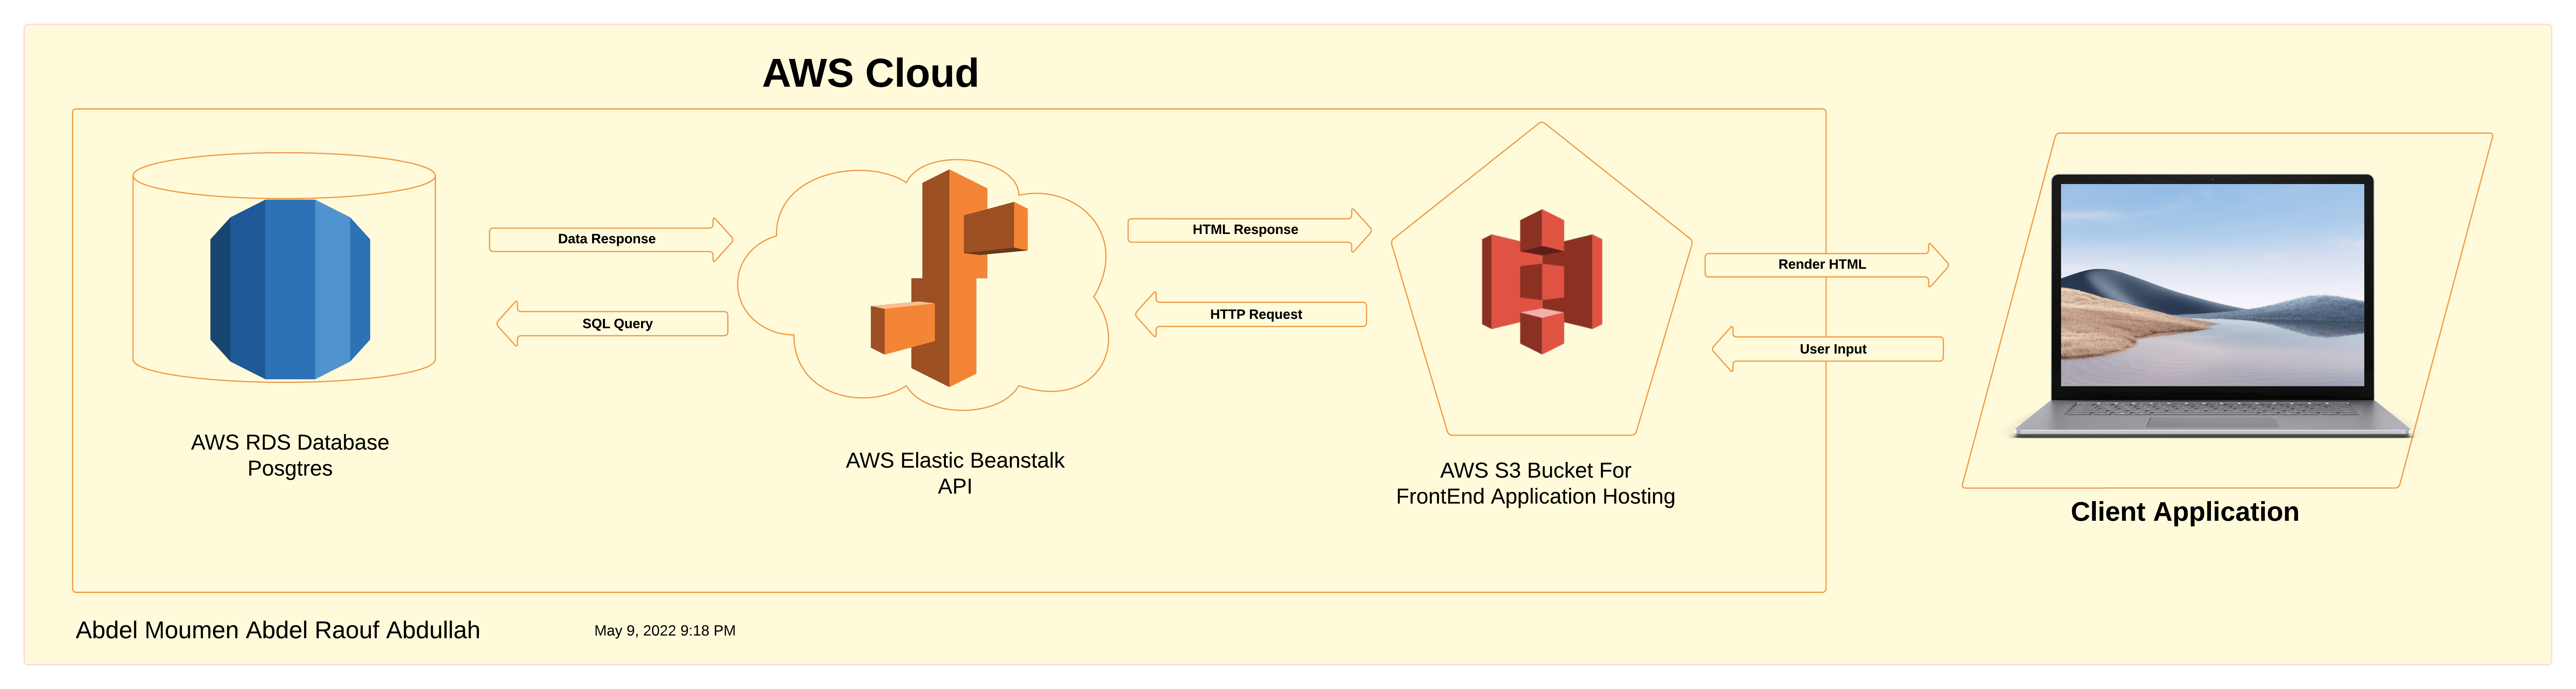 AWS Cloud
Data Response
SQL Query
HTML Response
HTTP Request
Render HTML
User Input
AWS RDS Database
Posgtres
AWS Elastic Beanstalk
API
AWS S3 Bucket For
FrontEnd Application Hosting
Client Application
Abdel Moumen Abdel Raouf Abdullah
May 9, 2022 9:18 PM